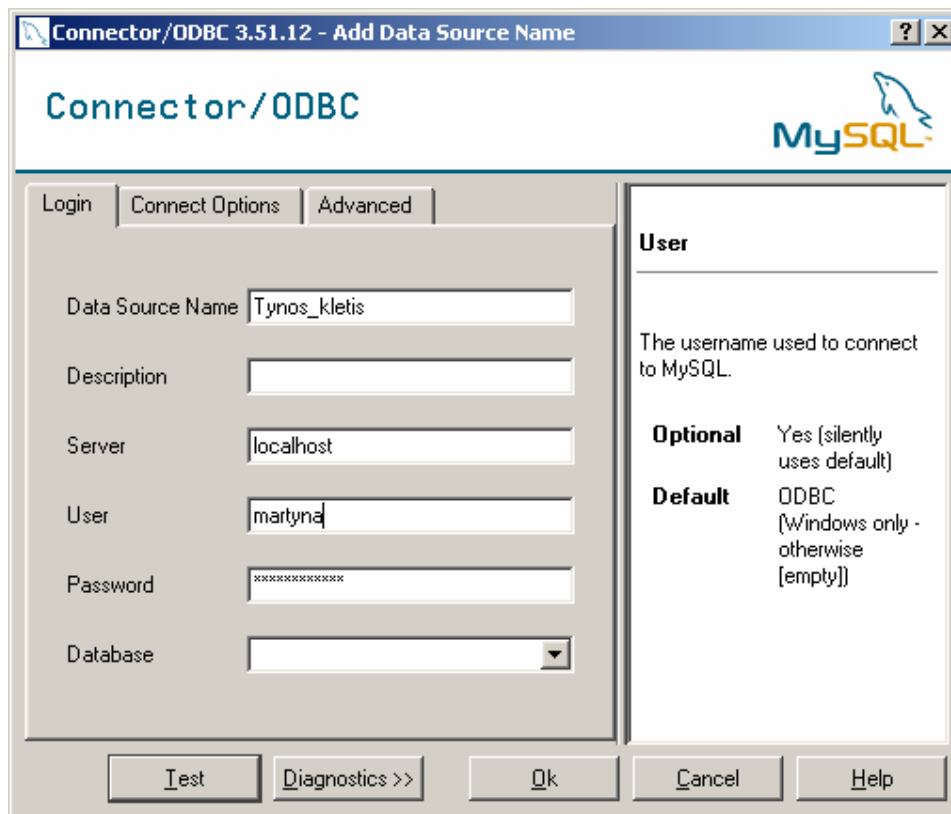 Connector/ODBC 3.51.12 - Add Data Source Name
Connector/ODBC
MySQL
Login
Connect Options
Advanced
Data Source Name
Tynos_kletis
Description
Server
localhost
User
martyna
Password
xxxxxxxxxxxx
Database
User
The username used to connect
to MySQL.
Optional
Yes (silently
uses default)
Default
ODBC
(Windows only -
otherwise
[empty])
Test
Diagnostics >>
Ok
Cancel
Help